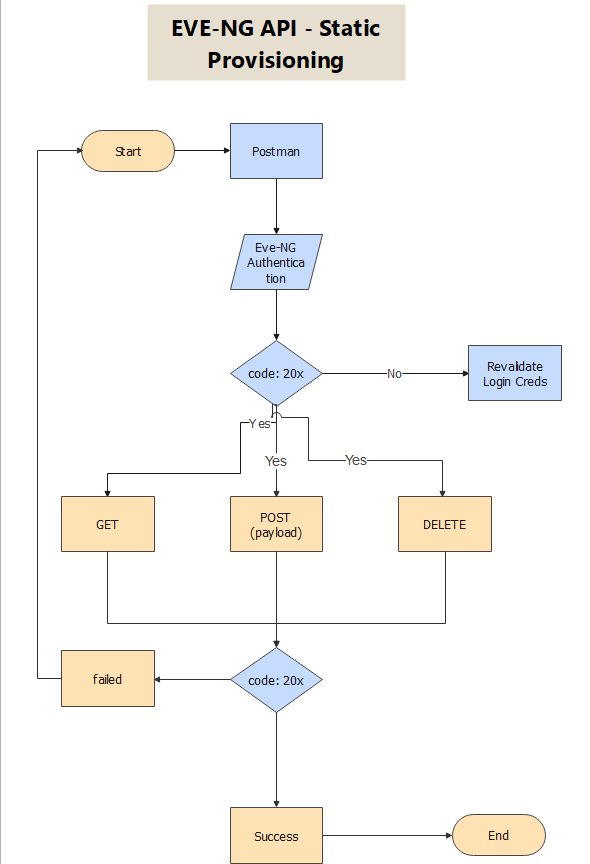 EVE-NG API - Static
Provisioning
Start
Postman
Eve-NG
Authentica
tion
code: 20x
No
Revalidate
Login Creds
Yes
Yes
Yes
GET
POST
(payload)
DELETE
failed
code: 20x
Success
End